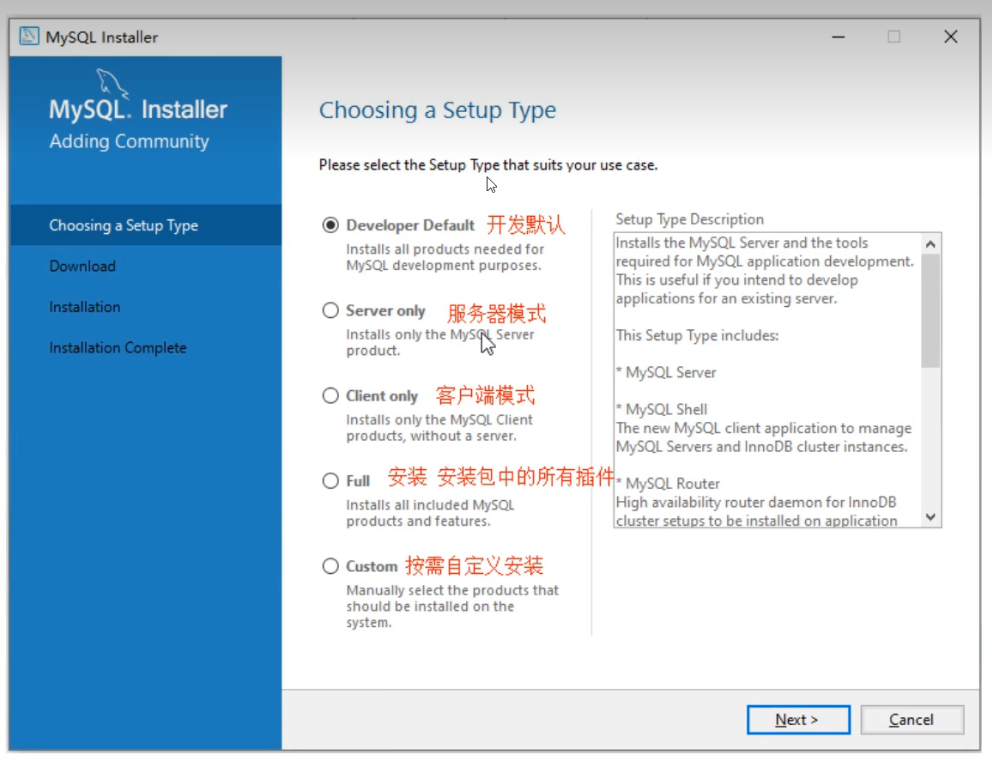 MySQL Installer
MySQL. Installer
Adding Community
Choosing a Setup Type
Download
Installation
Installation Complete
Choosing a Setup Type
Please select the Setup Type that suits your use case.
Developer Default 开发默认
Installs all products needed for
MySQL development purposes.
Server only 服务器模式
Installs only the MySQL Server
product.
Client only 客户端模式
Installs only the MySQL Client
products, without a server.
Full 安装 安装包中的所有插件
Installs all included MySQL
products and features.
Custom 按需自定义安装
Manually select the products that
should be installed on the
system.
Setup Type Description
Installs the MySQL Server and the tools
required for MySQL application development.
This is useful if you intend to develop
applications for an existing server.
This Setup Type includes:
* MySQL Server
* MySQL Shell
The new MySQL client application to manage
MySQL Servers and InnoDB cluster instances.
* MySQL Router
High availability router daemon for InnoDB
cluster setups to be installed on application
Next >
Cancel